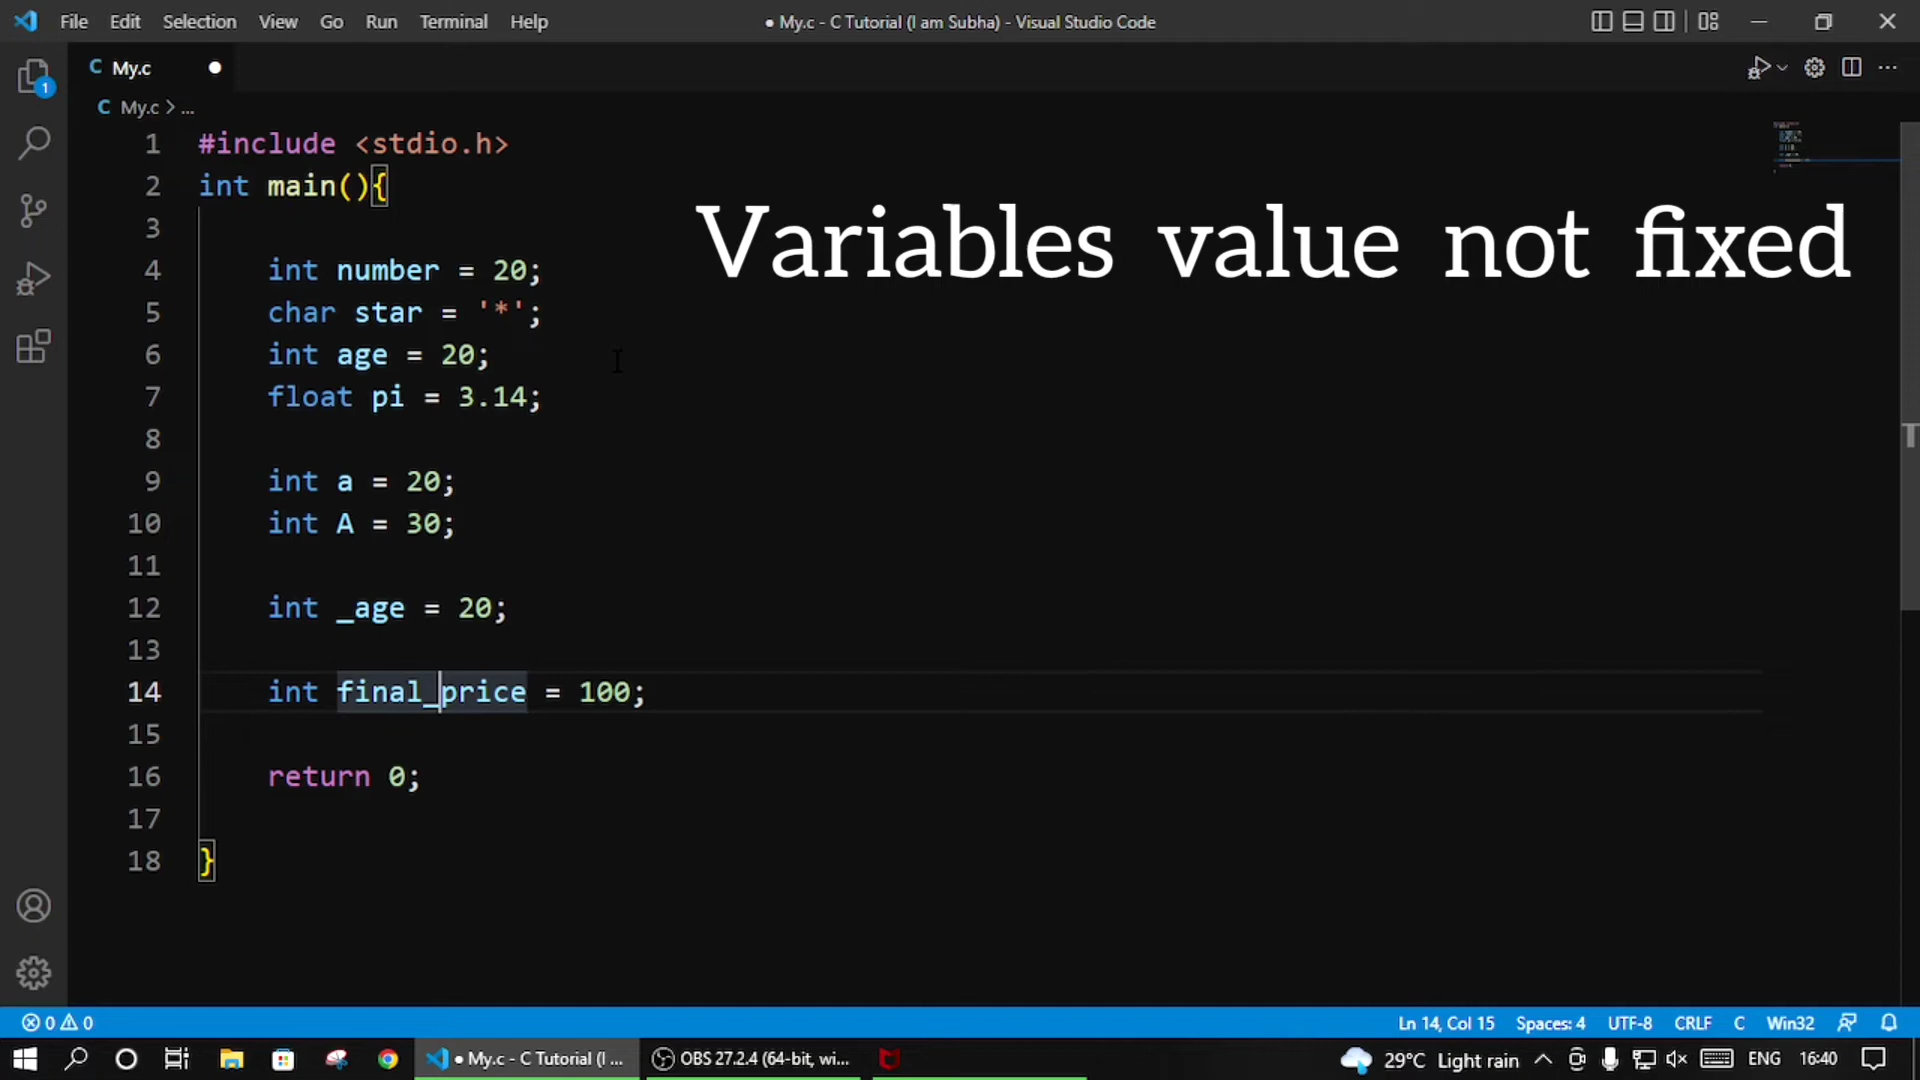 File Edit Selection View Go Run Terminal Help
● My.c - C Tutorial (I am Subha) - Visual Studio Code
C My.c ●
C My.c > ...
1 #include <stdio.h>
2 int main(){
Variables value not fixed
3
4 int number = 20;
5 char star = '*';
6 int age = 20;
7 float pi = 3.14;
8
9 int a = 20;
10 int A = 30;
11
12 int _age = 20;
13
14 int final_price = 100;
15
16 return 0;
17
18 }
1
T
0 0
Ln 14, Col 15 Spaces: 4 UTF-8 CRLF C Win32
● My.c - C Tutorial (I ...
OBS 27.2.4 (64-bit, wi...
29°C Light rain
ENG 16:40